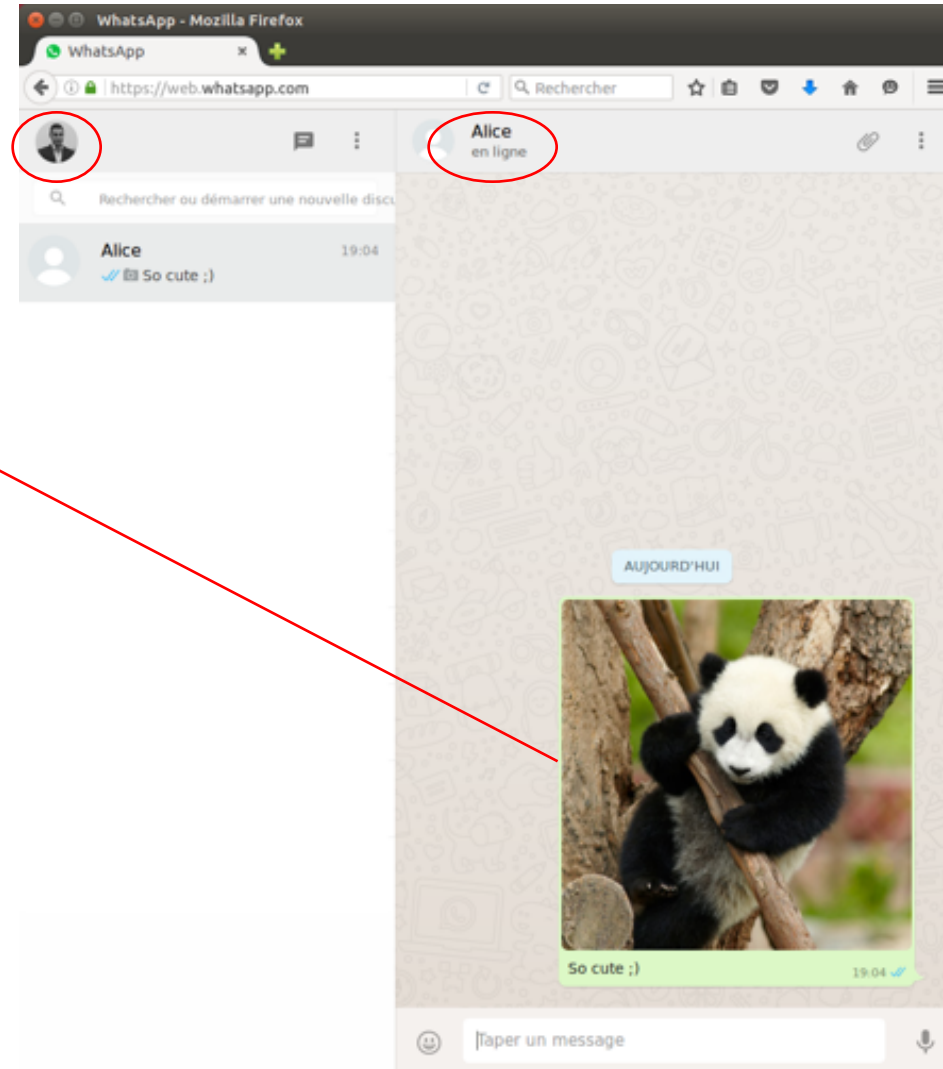 WhatsApp - Mozilla Firefox
WhatsApp
https://web.whatsapp.com
Rechercher
Alice
en ligne
Rechercher ou démarrer une nouvelle discu
Alice
19:04
So cute ;)
AUJOURD'HUI
So cute ;)
19:04
Taper un message